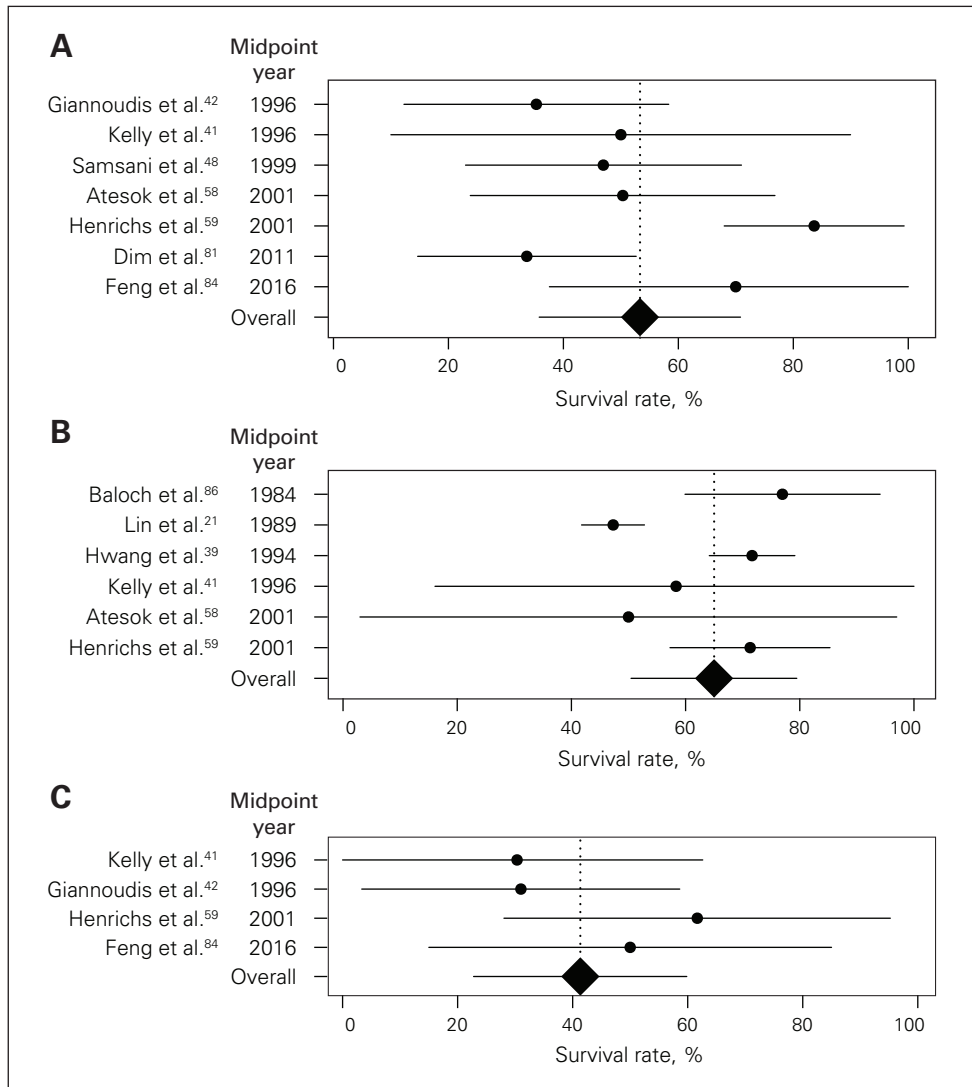 A
Midpoint
year
Giannoudis et al.⁴² 1996
Kelly et al.⁴¹ 1996
Samsani et al.⁴⁸ 1999
Atesok et al.⁵⁸ 2001
Henrichs et al.⁵⁹ 2001
Dim et al.⁸¹ 2011
Feng et al.⁸⁴ 2016
Overall
0 20 40 60 80 100
Survival rate, %
B
Midpoint
year
Baloch et al.⁸⁶ 1984
Lin et al.²¹ 1989
Hwang et al.³⁹ 1994
Kelly et al.⁴¹ 1996
Atesok et al.⁵⁸ 2001
Henrichs et al.⁵⁹ 2001
Overall
0 20 40 60 80 100
Survival rate, %
C
Midpoint
year
Kelly et al.⁴¹ 1996
Giannoudis et al.⁴² 1996
Henrichs et al.⁵⁹ 2001
Feng et al.⁸⁴ 2016
Overall
0 20 40 60 80 100
Survival rate, %